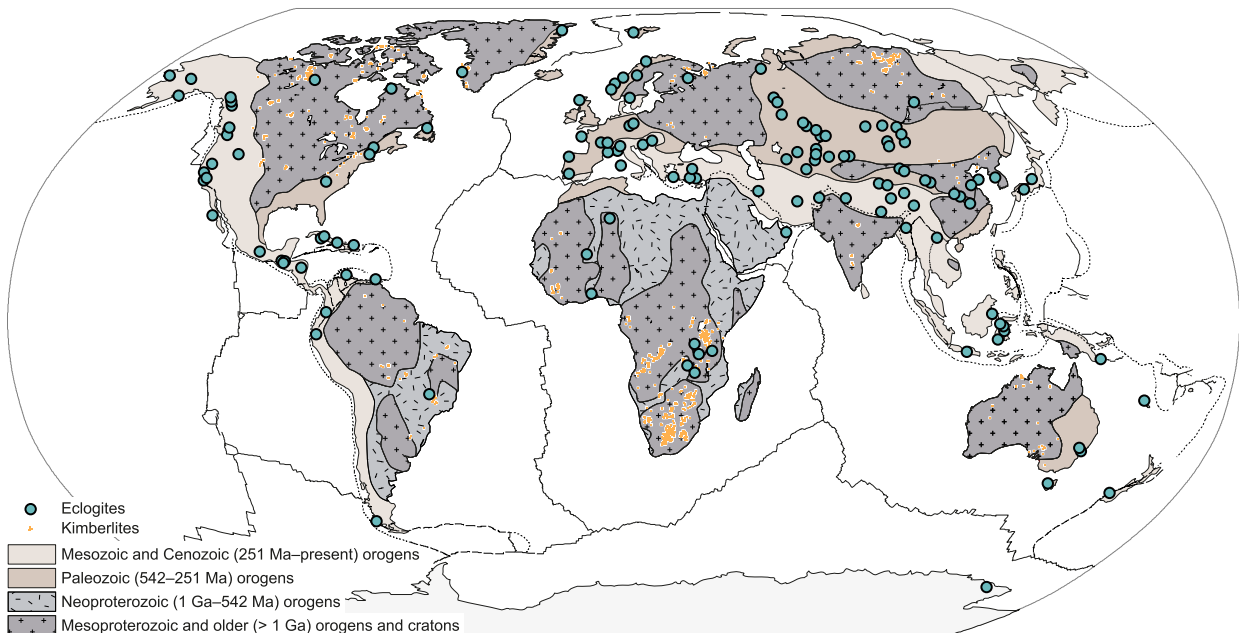 Eclogites
Kimberlites
Mesozoic and Cenozoic (251 Ma–present) orogens
Paleozoic (542–251 Ma) orogens
Neoproterozoic (1 Ga–542 Ma) orogens
Mesoproterozoic and older (> 1 Ga) orogens and cratons